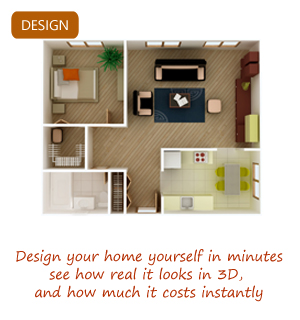 DESIGN
Design your home yourself in minutes
see how real it looks in 3D,
and how much it costs instantly